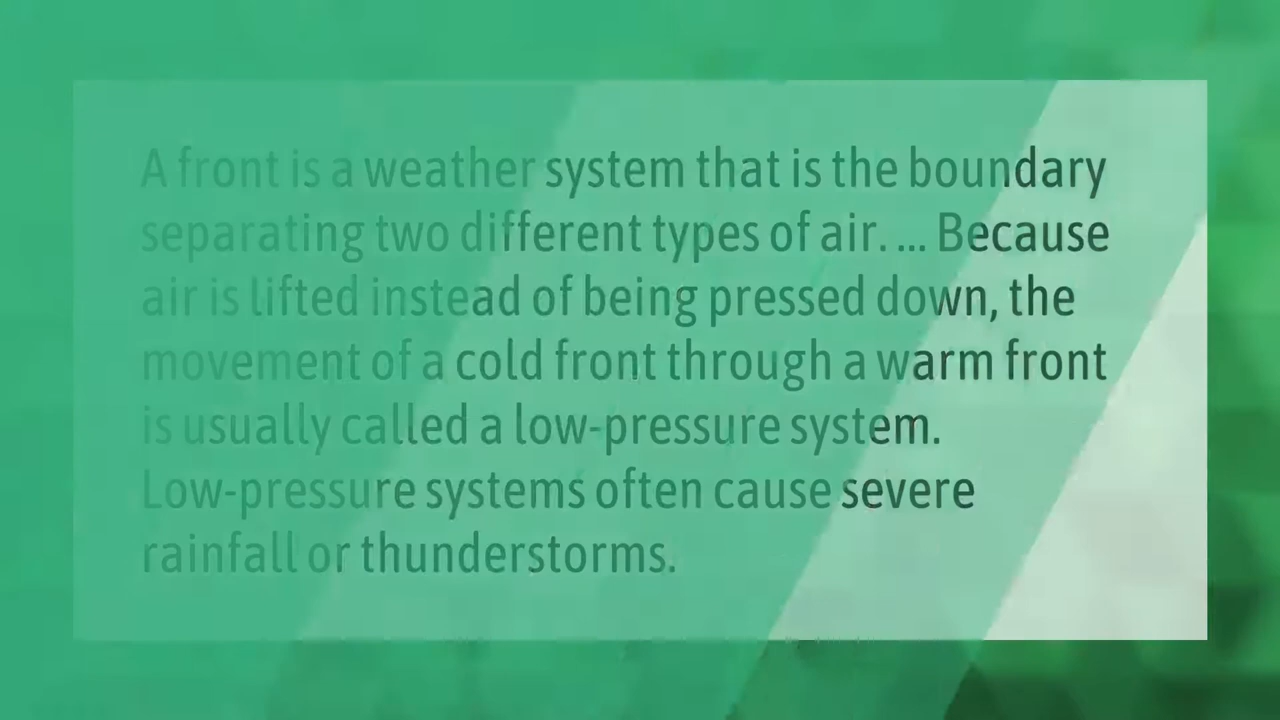 A front is a weather system that is the boundary
separating two different types of air. ... Because
air is lifted instead of being pressed down, the
movement of a cold front through a warm front
is usually called a low-pressure system.
Low-pressure systems often cause severe
rainfall or thunderstorms.